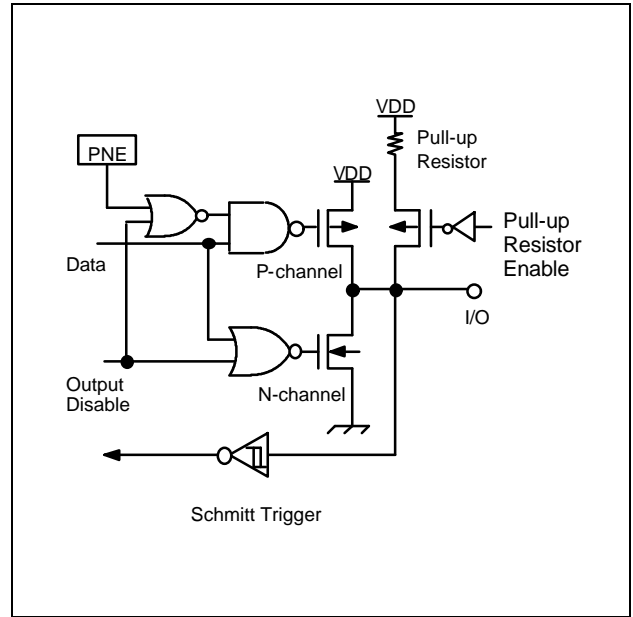 VDD
Pull-up
Resistor
PNE
VDD
Pull-up
Resistor
Enable
Data
P-channel
I/O
Output
Disable
N-channel
Schmitt Trigger